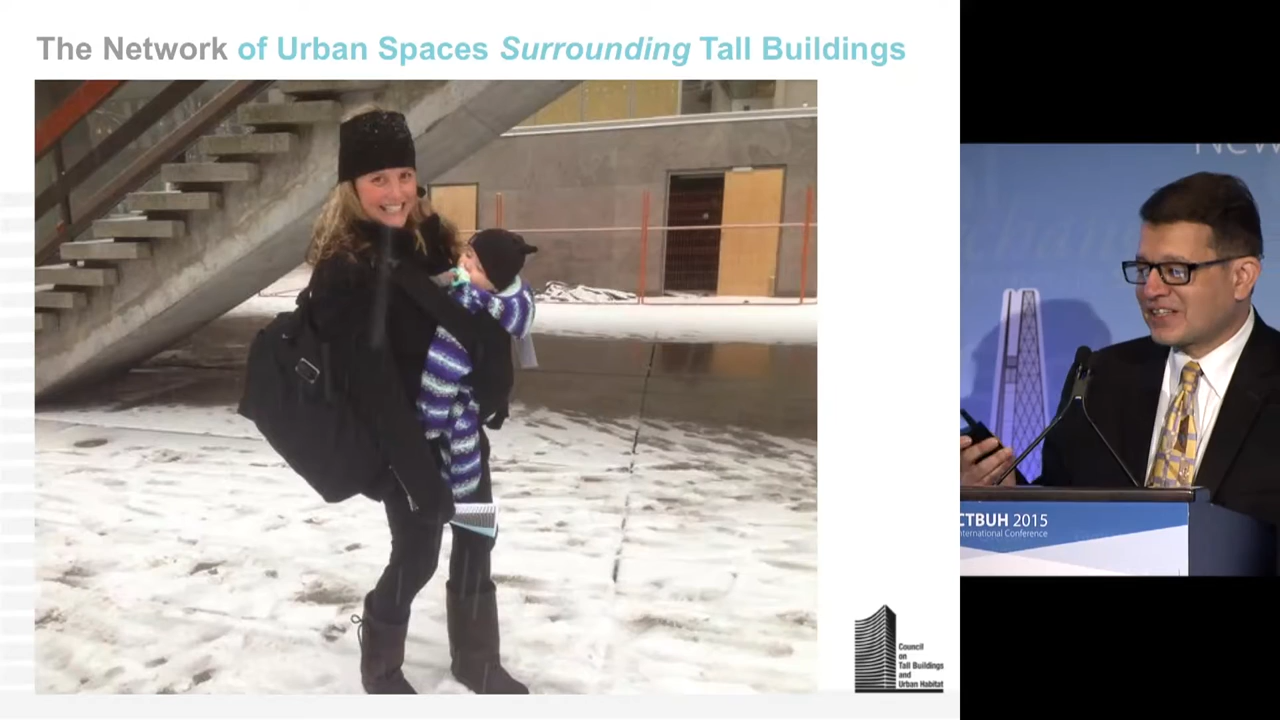 The Network of Urban Spaces Surrounding Tall Buildings
CTBUH 2015
International Conference
Council
on
Tall Buildings
and
Urban Habitat